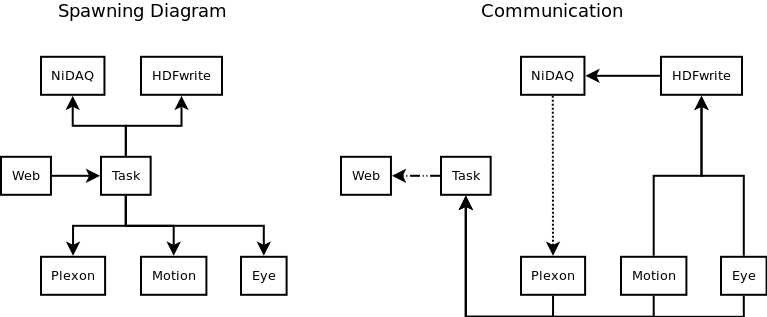 Spawning Diagram
NiDAQ
HDFwrite
Web
Task
Plexon
Motion
Eye
Communication
NiDAQ
HDFwrite
Web
Task
Plexon
Motion
Eye